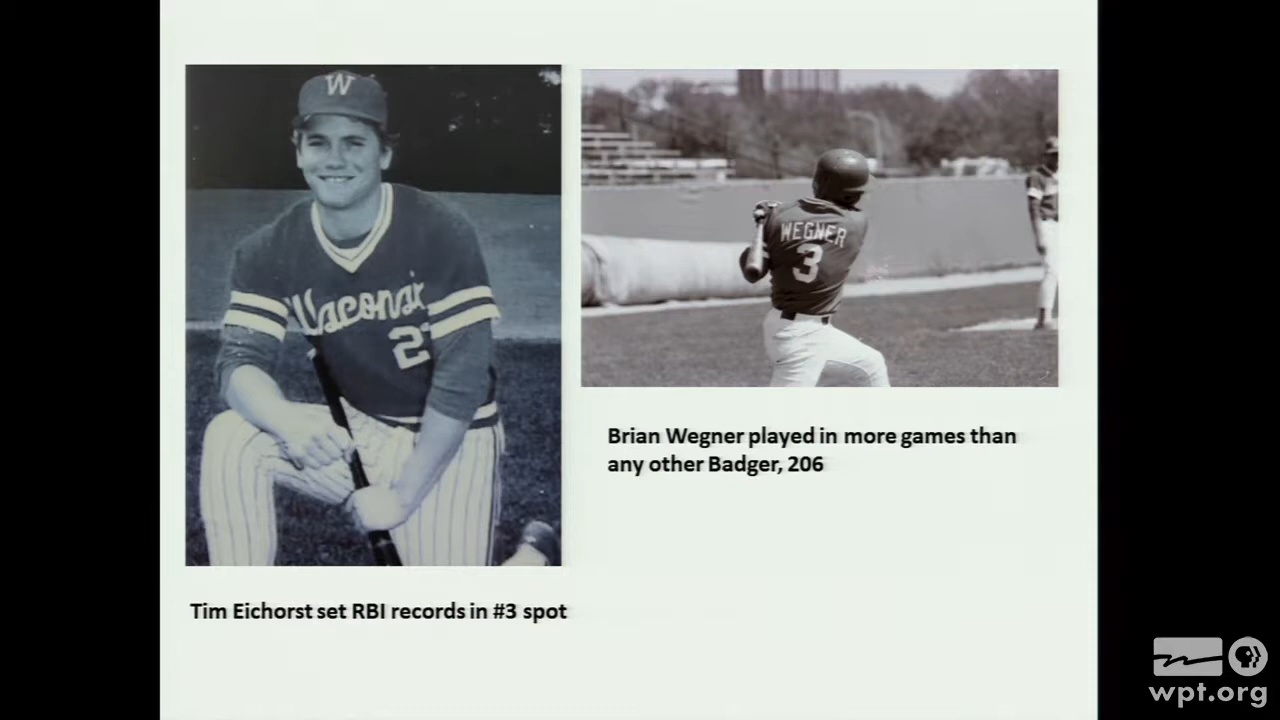 W
Wisconsin
2
Tim Eichorst set RBI records in #3 spot
WEGNER
3
Brian Wegner played in more games than
any other Badger, 206
wpt.org